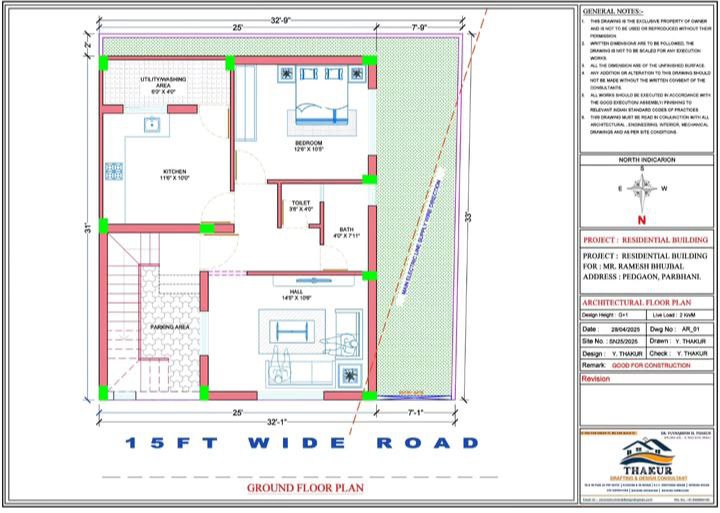 32'-9"
25'
7'-9"
2'
UTILITY/WASHING
AREA
BEDROOM
12'6" X 10'5"
KITCHEN
11'6" X 10'0"
TOILET
3'6" X 4'0"
BATH
4'0" X 7'11"
MAIN ELECTRIC LINE SUPPLY WIRE DIRECTION
31'
33'
HALL
14'0" X 10'6"
PARKING AREA
25'
7'-1"
32'-1"
15FT WIDE ROAD
GROUND FLOOR PLAN
GENERAL NOTES:-
1. THIS DRAWING IS THE EXCLUSIVE PROPERTY OF OWNER
AND IS NOT TO BE USED OR REPRODUCED WITHOUT THEIR
PERMISSION.
2. WRITTEN DIMENSIONS ARE TO BE FOLLOWED, THE
DRAWING IS NOT TO BE SCALED FOR ANY EXECUTION
WORKS.
3. ALL THE DIMENSION ARE OF THE UNFINISHED SURFACE.
4. ANY ADDITION OR ALTERATION TO THIS DRAWING SHOULD
NOT BE MADE WITHOUT THE WRITTEN CONSENT OF THE
CONSULTANTS.
5. ALL WORKS SHOULD BE EXECUTED IN ACCORDANCE WITH
THE GOOD EXECUTION ASSEMBLY/ FINISHING TO
RELEVANT INDIAN STANDARD CODES OF PRACTICES
6. THIS DRAWING MUST BE READ IN CONJUNCTION WITH ALL
ARCHITECTURAL , ENGINEERING, INTERIOR, MECHANICAL
DRAWINGS AND AS PER SITE CONDITIONS
NORTH INDICARION
S
E
W
N
PROJECT : RESIDENTIAL BUILDING
PROJECT : RESIDENTIAL BUILDING
FOR : MR. RAMESH BHUJBAL
ADDRESS : PEDGAON, PARBHANI.
ARCHITECTURAL FLOOR PLAN
Design Height : G+1
Live Load : 2 KN/M
Date : 28/04/2025
Dwg No : AR_01
Site No. : SN25/2025
Drawn : Y. THAKUR
Design : Y. THAKUR
Check : Y. THAKUR
Remark: GOOD FOR CONSTRUCTION
Revision
THAKUR
DRAFTING & DESIGN CONSULTANT